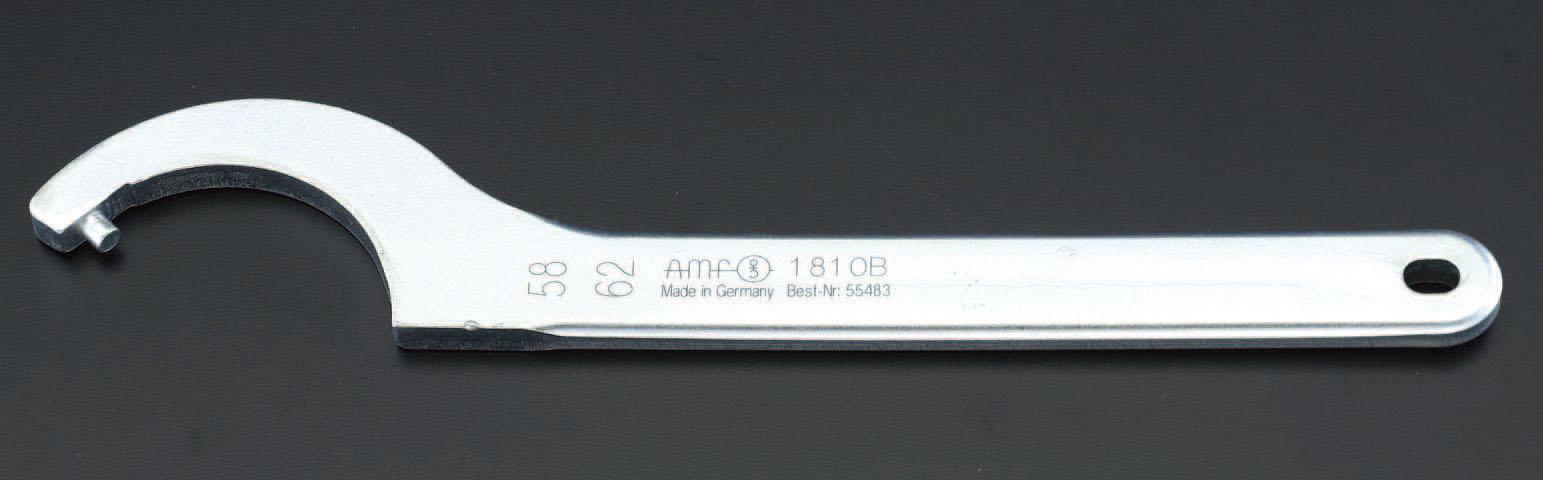 58
62
AMF 1810B
Made in Germany Best-Nr: 55483